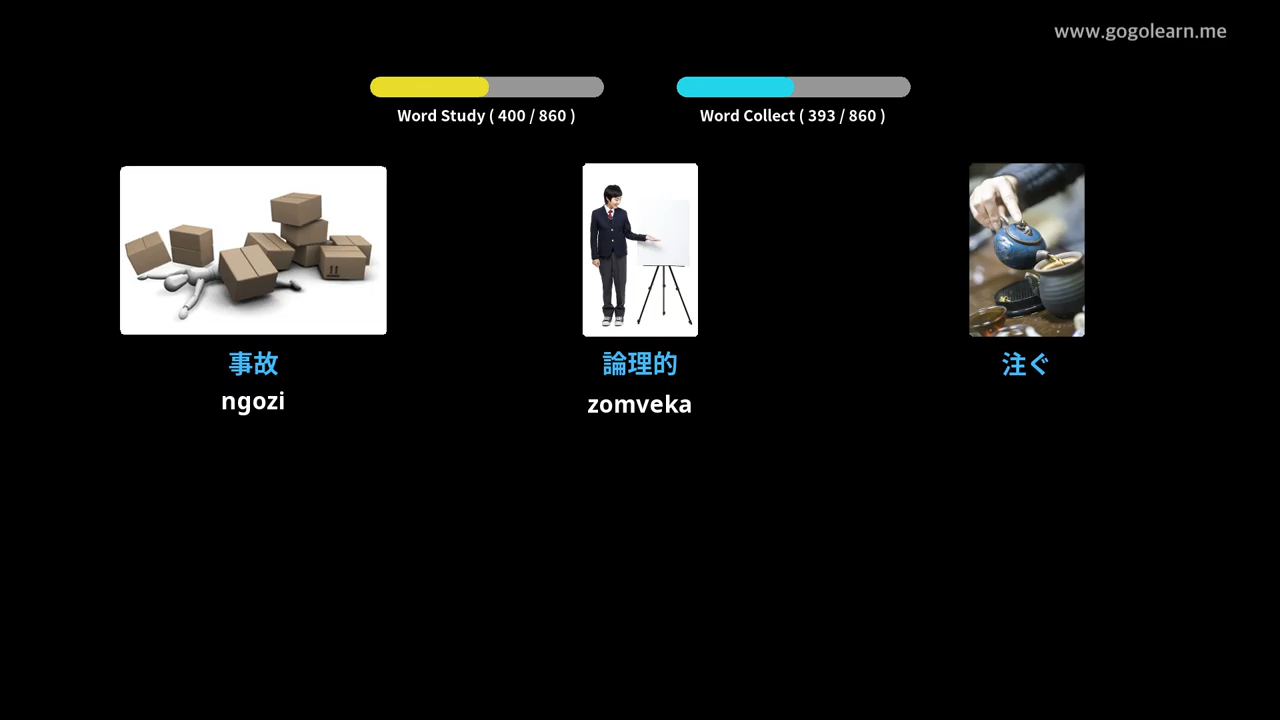 www.gogolearn.me
Word Study ( 400 / 860 )
Word Collect ( 393 / 860 )
事故
ngozi
論理的
zomveka
注ぐ